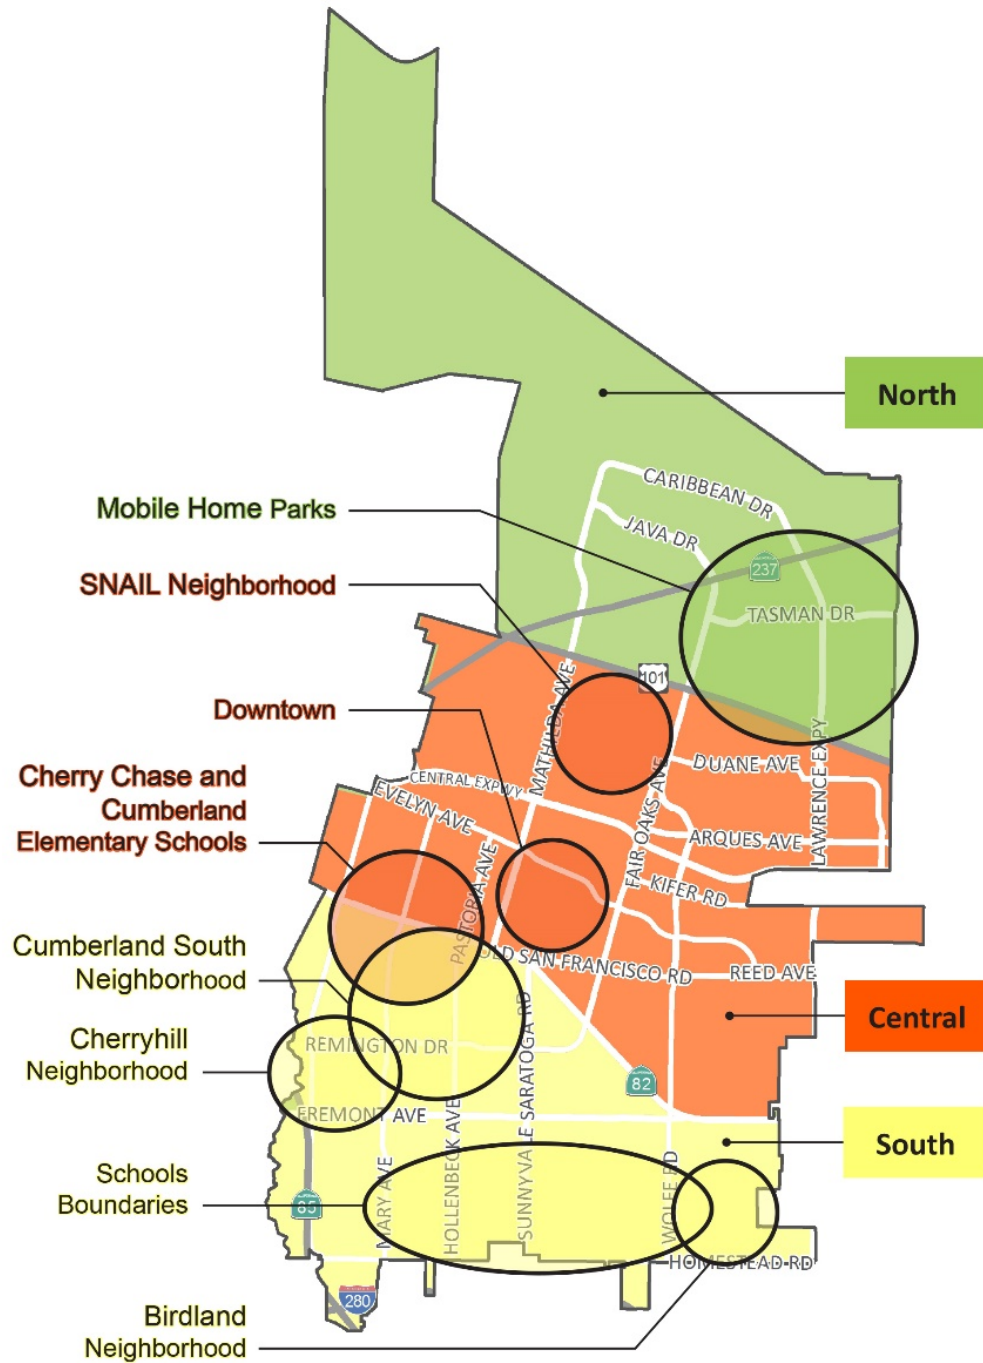 North
CARIBBEAN DR
Mobile Home Parks
JAVA DR
237
SNAIL Neighborhood
TASMAN DR
101
Downtown
MATHILDA AVE
DUANE AVE
LAWRENCE EXPY
Cherry Chase and
Cumberland
Elementary Schools
CENTRAL EXPWY
EVELYN AVE
FAIR OAKS AVE
ARQUES AVE
PASTORIA AVE
KIFER RD
Cumberland South
Neighborhood
OLD SAN FRANCISCO RD
REED AVE
Central
Cherryhill
Neighborhood
REMINGTON DR
82
SUNNYVALE SARATOGA RD
FREMONT AVE
South
Schools
Boundaries
85
MARY AVE
HOLLENBECK AVE
WOLFE RD
HOMESTEAD RD
280
Birdland
Neighborhood